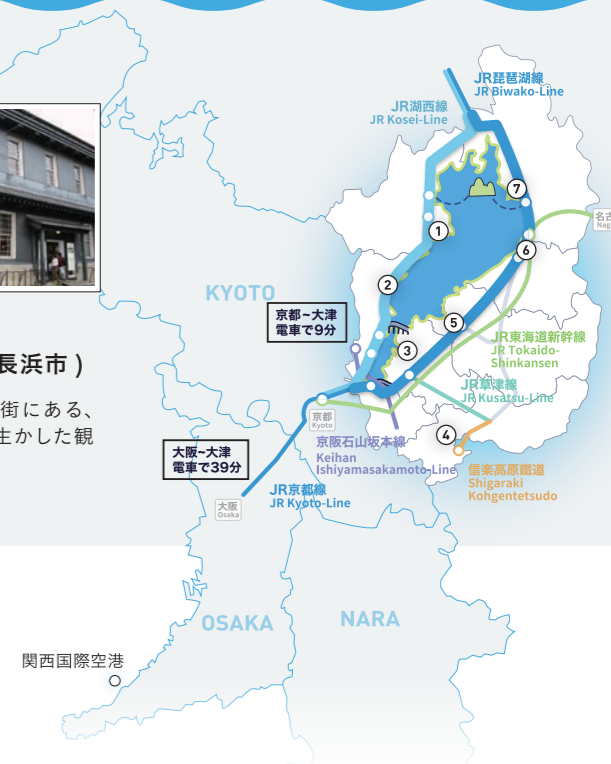 JR琵琶湖線
JR Biwako-Line
JR湖西線
JR Kosei-Line
⑦
①
⑥
KYOTO
②
京都~大津
電車で9分
⑤
③
JR東海道新幹線
JR Tokaido-
Shinkansen
長浜市 )
JR草津線
JR Kusatsu-Line
街にある、
生かした観
京都
Kyoto
④
京阪石山坂本線
Keihan
Ishiyamasakamoto-Line
信楽高原鐵道
Shigaraki
Kohgentetsudo
大阪~大津
電車で39分
JR京都線
JR Kyoto-Line
大阪
Osaka
OSAKA
NARA
関西国際空港